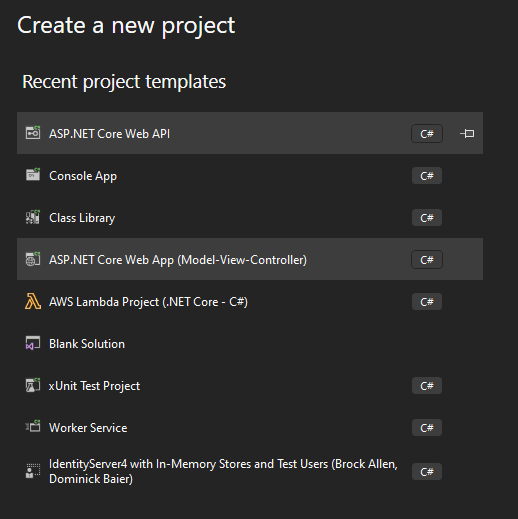 Create a new project
Recent project templates
ASP.NET Core Web API C#
Console App C#
Class Library C#
ASP.NET Core Web App (Model-View-Controller) C#
AWS Lambda Project (.NET Core - C#) C#
Blank Solution
xUnit Test Project C#
Worker Service C#
IdentityServer4 with In-Memory Stores and Test Users (Brock Allen, C#
Dominick Baier)